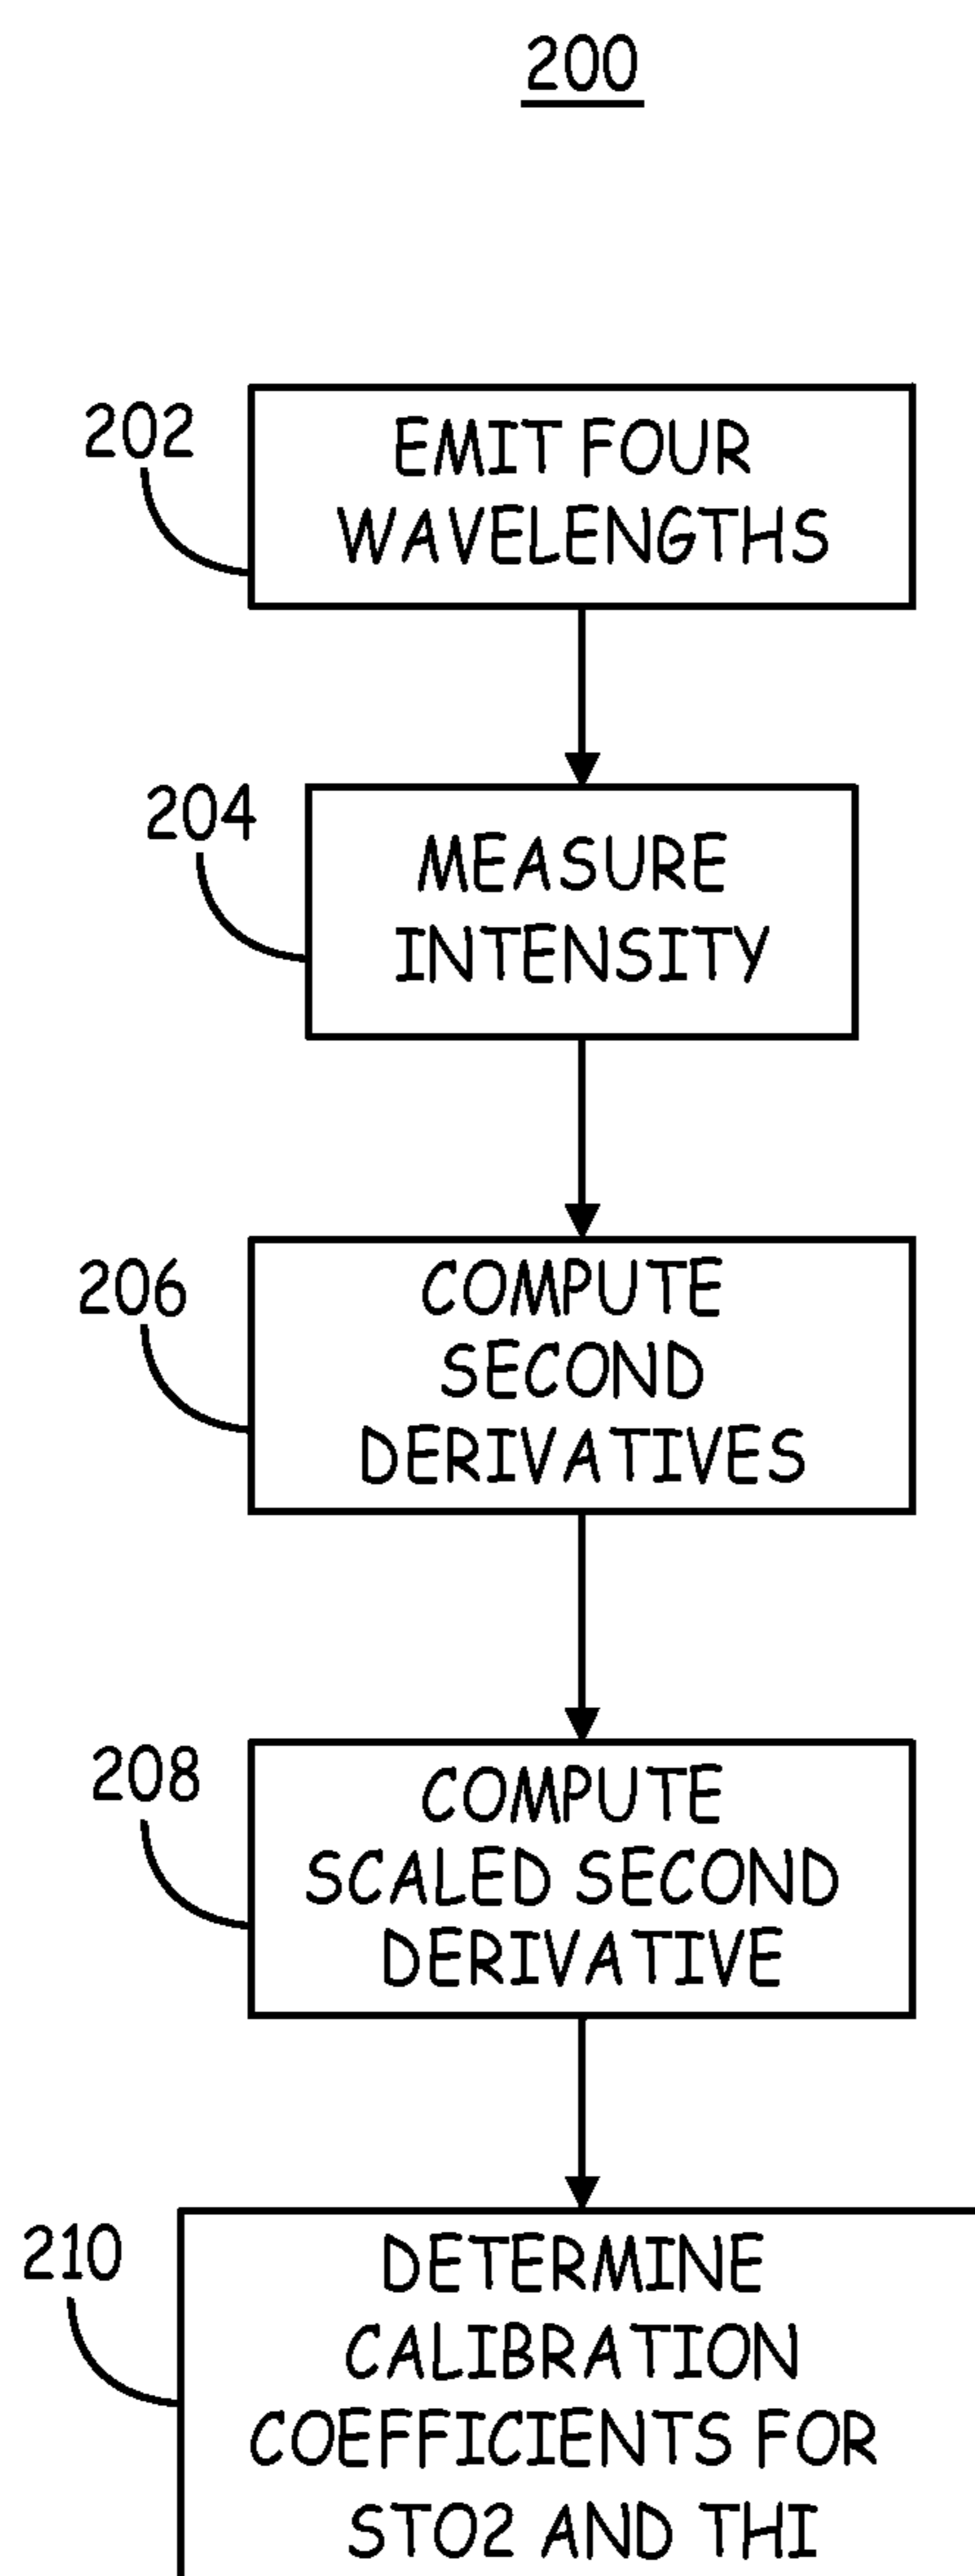 200
202
EMIT FOUR
WAVELENGTHS
204
MEASURE
INTENSITY
206
COMPUTE
SECOND
DERIVATIVES
208
COMPUTE
SCALED SECOND
DERIVATIVE
210
DETERMINE
CALIBRATION
COEFFICIENTS FOR
STO2 AND THI